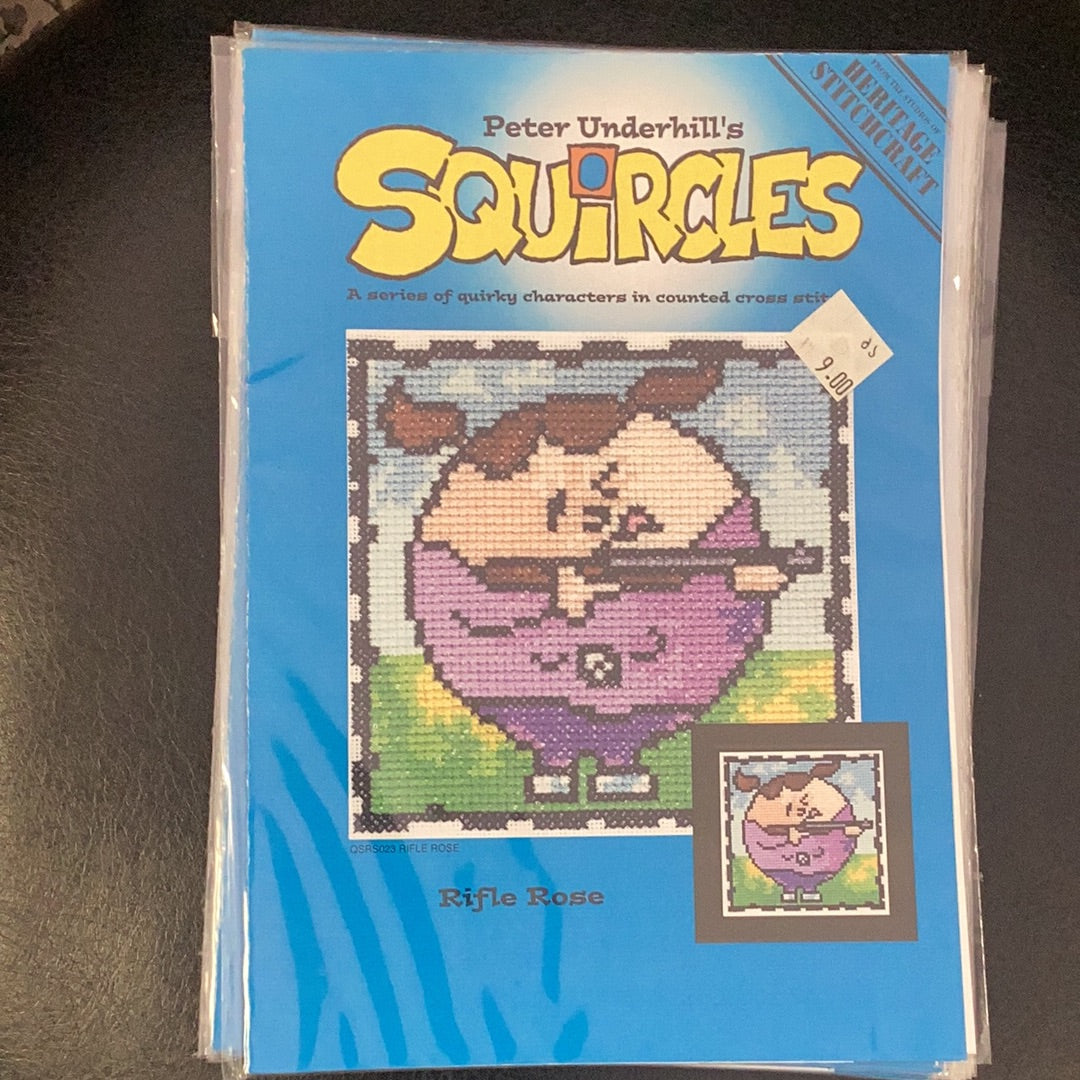 FROM THE STUDIOS OF
HERITAGE
STITCHCRAFT
Peter Underhill's
SQUiRCLES
A series of quirky characters in counted cross stit
9.00
QSRS023 RIFLE ROSE
Rifle Rose